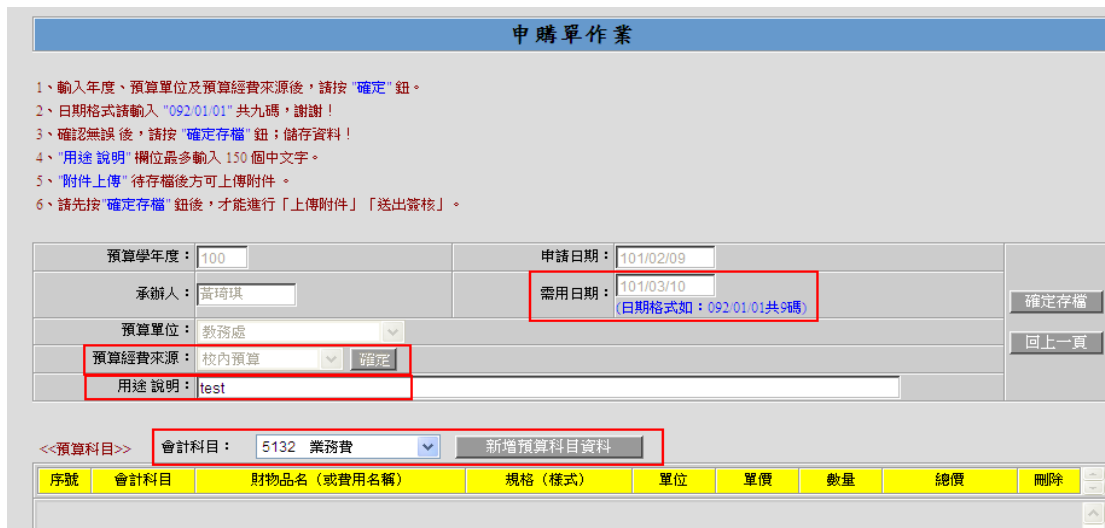 申購單作業
1、輸入年度、預算單位及預算經費來源後，請按 "確定" 鈕。
2、日期格式請輸入 "092/01/01" 共九碼，謝謝！
3、確認無誤 後，請按 "確定存檔" 鈕；儲存資料！
4、"用途 說明" 欄位最多輸入 150 個中文字。
5、"附件上傳" 待存檔後方可上傳附件 。
6、請先按"確定存檔" 鈕後，才能進行「上傳附件」「送出簽核」。
預算學年度： 100 申請日期： 101/02/09
承辦人： 黃琦琪 需用日期： 101/03/10
(日期格式如：092/01/01共9碼)
確定存檔
預算單位： 教務處
回上一頁
預算經費來源： 校內預算 確定
用途 說明： test
<<預算科目>> 會計科目： 5132 業務費 新增預算科目資料
序號 會計科目 財物品名（或費用名稱） 規格（樣式） 單位 單價 數量 總價 刪除